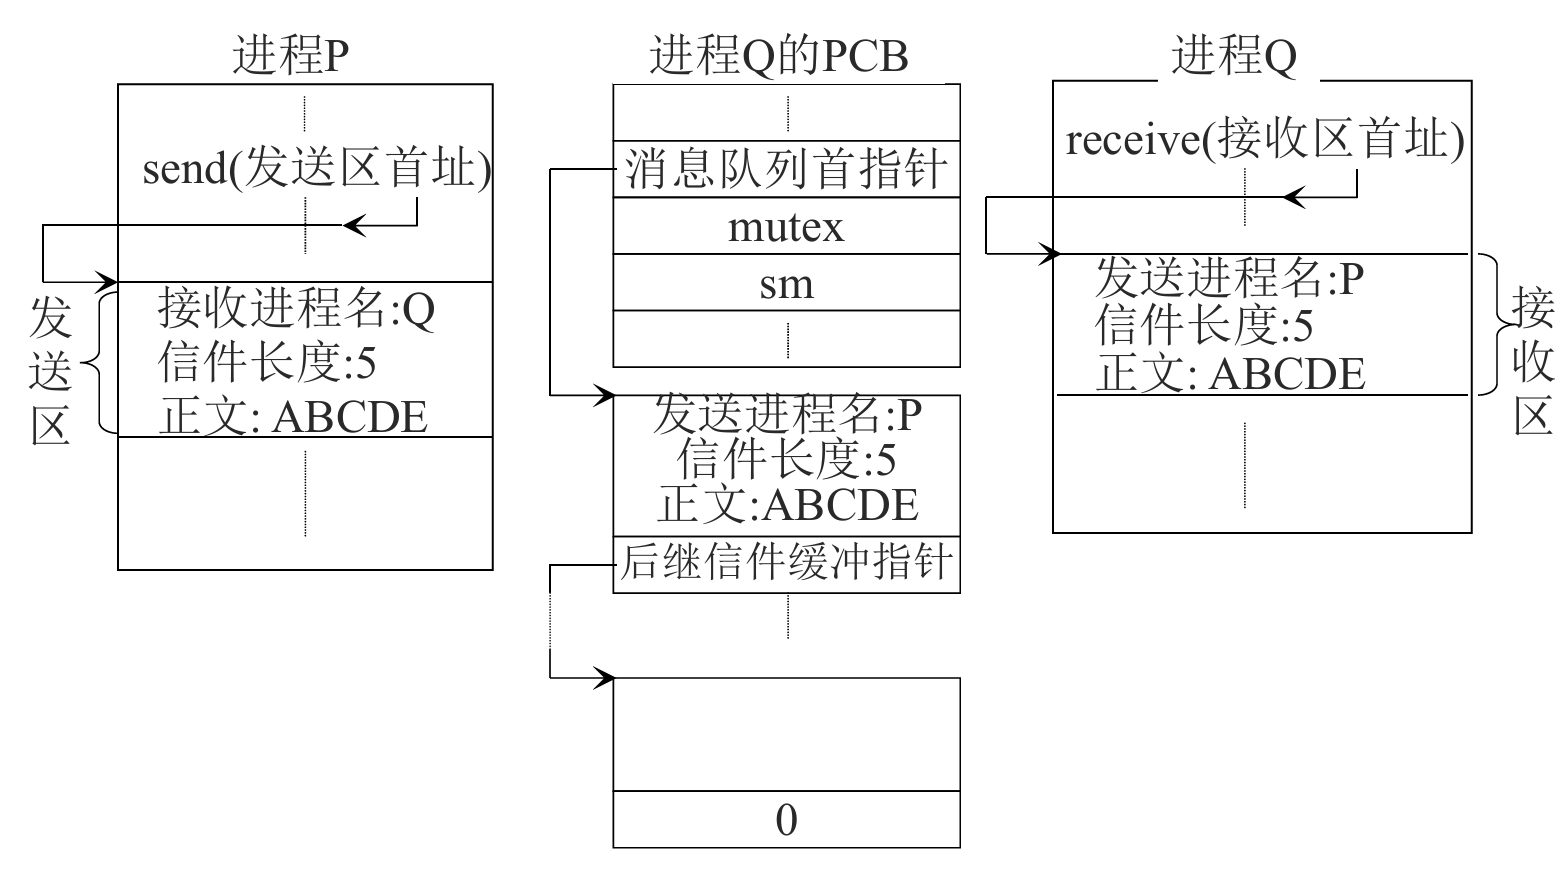 进程P
send(发送区首址)
发送区
接收进程名:Q
信件长度:5
正文: ABCDE
进程Q的PCB
消息队列首指针
mutex
sm
发送进程名:P
信件长度:5
正文:ABCDE
后继信件缓冲指针
0
进程Q
receive(接收区首址)
发送进程名:P
信件长度:5
正文: ABCDE
接收区